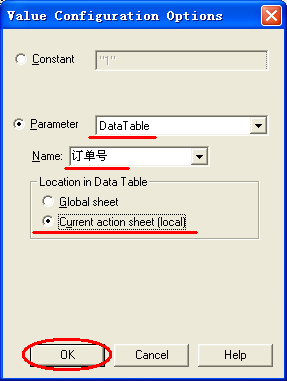 Value Configuration Options
Constant
"1"
Parameter
DataTable
Name:
订单号
Location in Data Table
Global sheet
Current action sheet (local)
OK Cancel Help